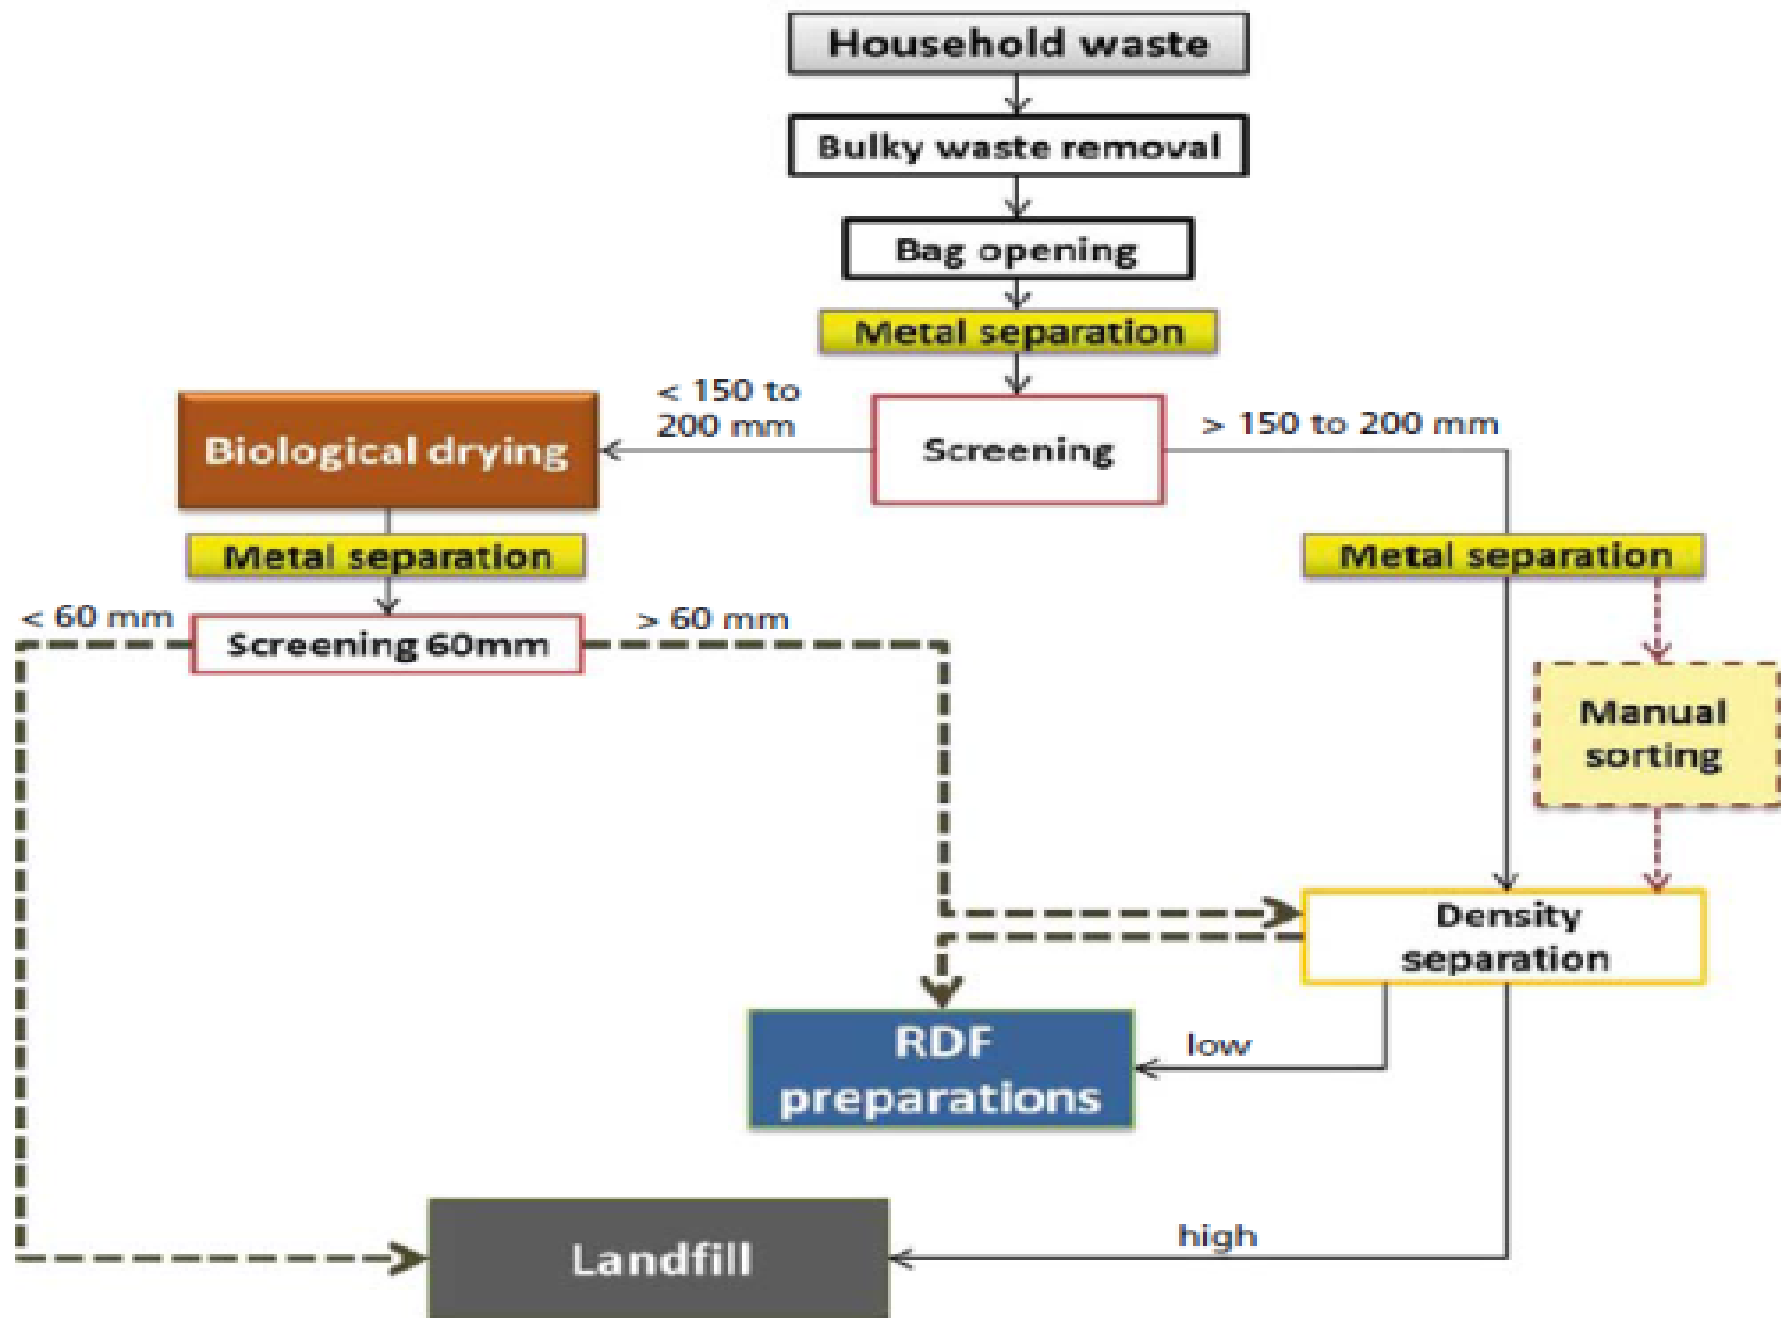 Household waste
Bulky waste removal
Bag opening
Metal separation
< 150 to
200 mm
> 150 to 200 mm
Biological drying
Screening
Metal separation
Metal separation
< 60 mm
Screening 60mm
> 60 mm
Manual
sorting
Density
separation
RDF
preparations
low
Landfill
high